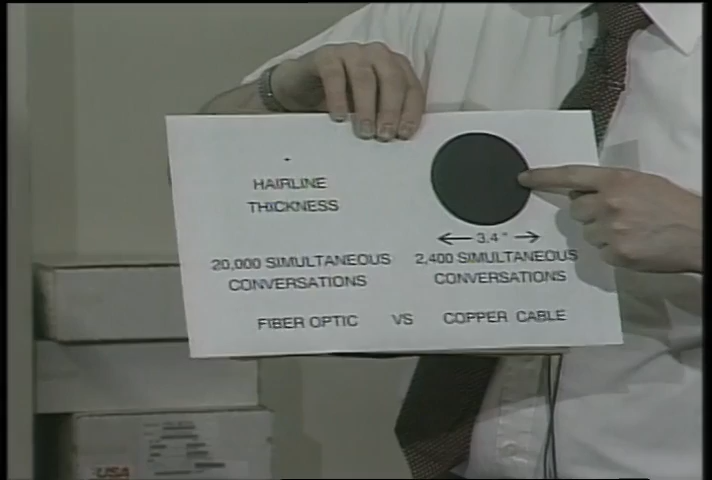 HAIRLINE
THICKNESS
20,000 SIMULTANEOUS
CONVERSATIONS
← 3.4" →
2,400 SIMULTANEOUS
CONVERSATIONS
FIBER OPTIC VS COPPER CABLE
USA